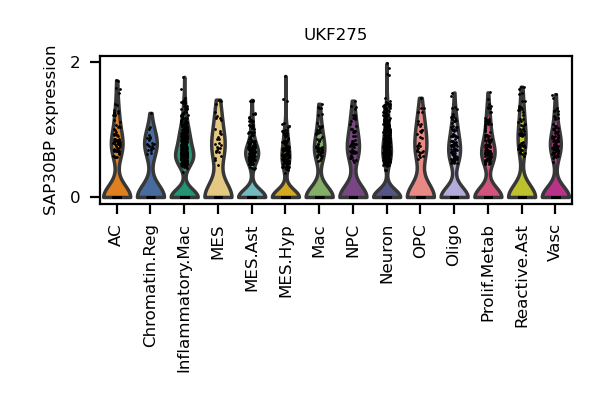 UKF275
SAP30BP expression
2
0
AC
Chromatin.Reg
Inflammatory.Mac
MES
MES.Ast
MES.Hyp
Mac
NPC
Neuron
OPC
Oligo
Prolif.Metab
Reactive.Ast
Vasc